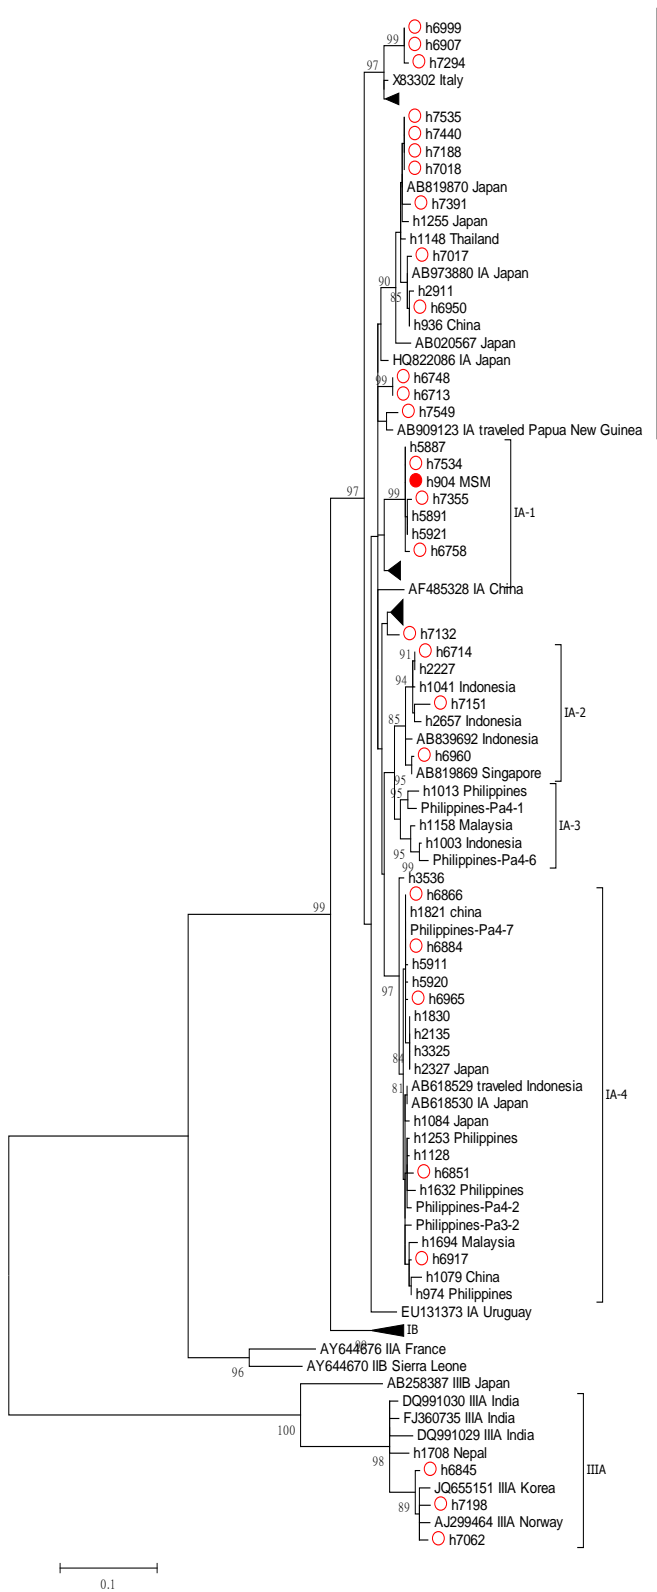 h6999
99
h6907
h7294
97
X83302 Italy
h7535
h7440
h7188
h7018
AB819870 Japan
h7391
h1255 Japan
h1148 Thailand
h7017
AB973880 IA Japan
90
h2911
85
h6950
h936 China
AB020567 Japan
HQ822086 IA Japan
h6748
99
h6713
h7549
AB909123 IA traveled Papua New Guinea
h5887
h7534
h904 MSM
97
99
h7355
IA-1
h5891
h5921
h6758
AF485328 IA China
h7132
h6714
91
h2227
94
h1041 Indonesia
h7151
IA-2
85
h2657 Indonesia
AB839692 Indonesia
h6960
AB819869 Singapore
95
h1013 Philippines
95
Philippines-Pa4-1
h1158 Malaysia
IA-3
h1003 Indonesia
95
Philippines-Pa4-6
99
h3536
h6866
99
h1821 china
Philippines-Pa4-7
h6884
h5911
h5920
97
h6965
h1830
h2135
h3325
84
h2327 Japan
81
AB618529 traveled Indonesia
IA-4
AB618530 IA Japan
h1084 Japan
h1253 Philippines
h1128
h6851
h1632 Philippines
Philippines-Pa4-2
Philippines-Pa3-2
h1694 Malaysia
h6917
h1079 China
h974 Philippines
EU131373 IA Uruguay
IB
AY644676 IIA France
96
AY644670 IIB Sierra Leone
AB258387 IIIB Japan
DQ991030 IIIA India
FJ360735 IIIA India
100
DQ991029 IIIA India
h1708 Nepal
IIIA
98
h6845
JQ655151 IIIA Korea
89
h7198
AJ299464 IIIA Norway
h7062
0.1